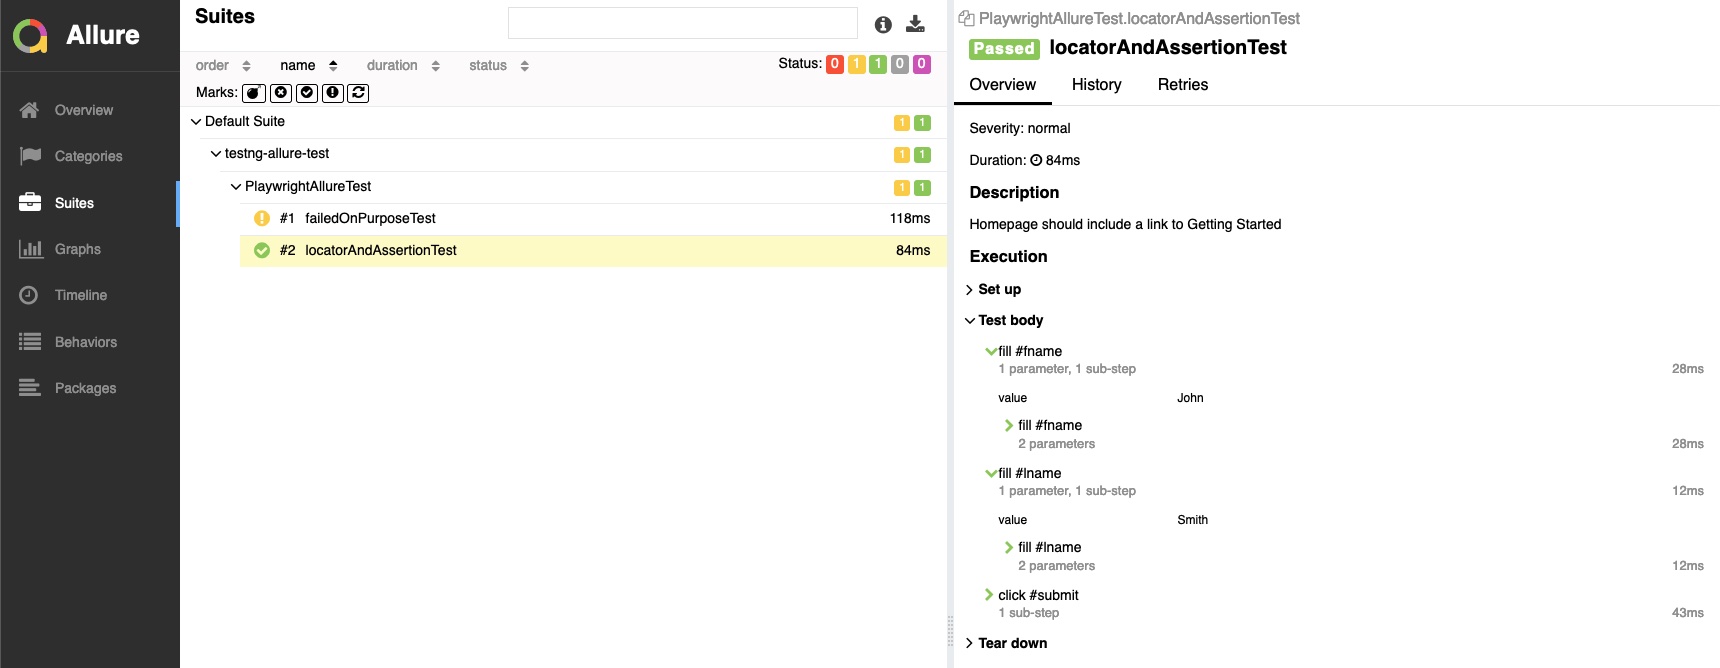 Allure
Overview
Categories
Suites
Graphs
Timeline
Behaviors
Packages
Suites
order name duration status
Status: 0 1 1 0 0
Marks:
Default Suite 1 1
testng-allure-test 1 1
PlaywrightAllureTest 1 1
#1 failedOnPurposeTest 118ms
#2 locatorAndAssertionTest 84ms
PlaywrightAllureTest.locatorAndAssertionTest
Passed locatorAndAssertionTest
Overview History Retries
Severity: normal
Duration: 84ms
Description
Homepage should include a link to Getting Started
Execution
Set up
Test body
fill #fname
1 parameter, 1 sub-step 28ms
value John
fill #fname
2 parameters 28ms
fill #lname
1 parameter, 1 sub-step 12ms
value Smith
fill #lname
2 parameters 12ms
click #submit
1 sub-step 43ms
Tear down